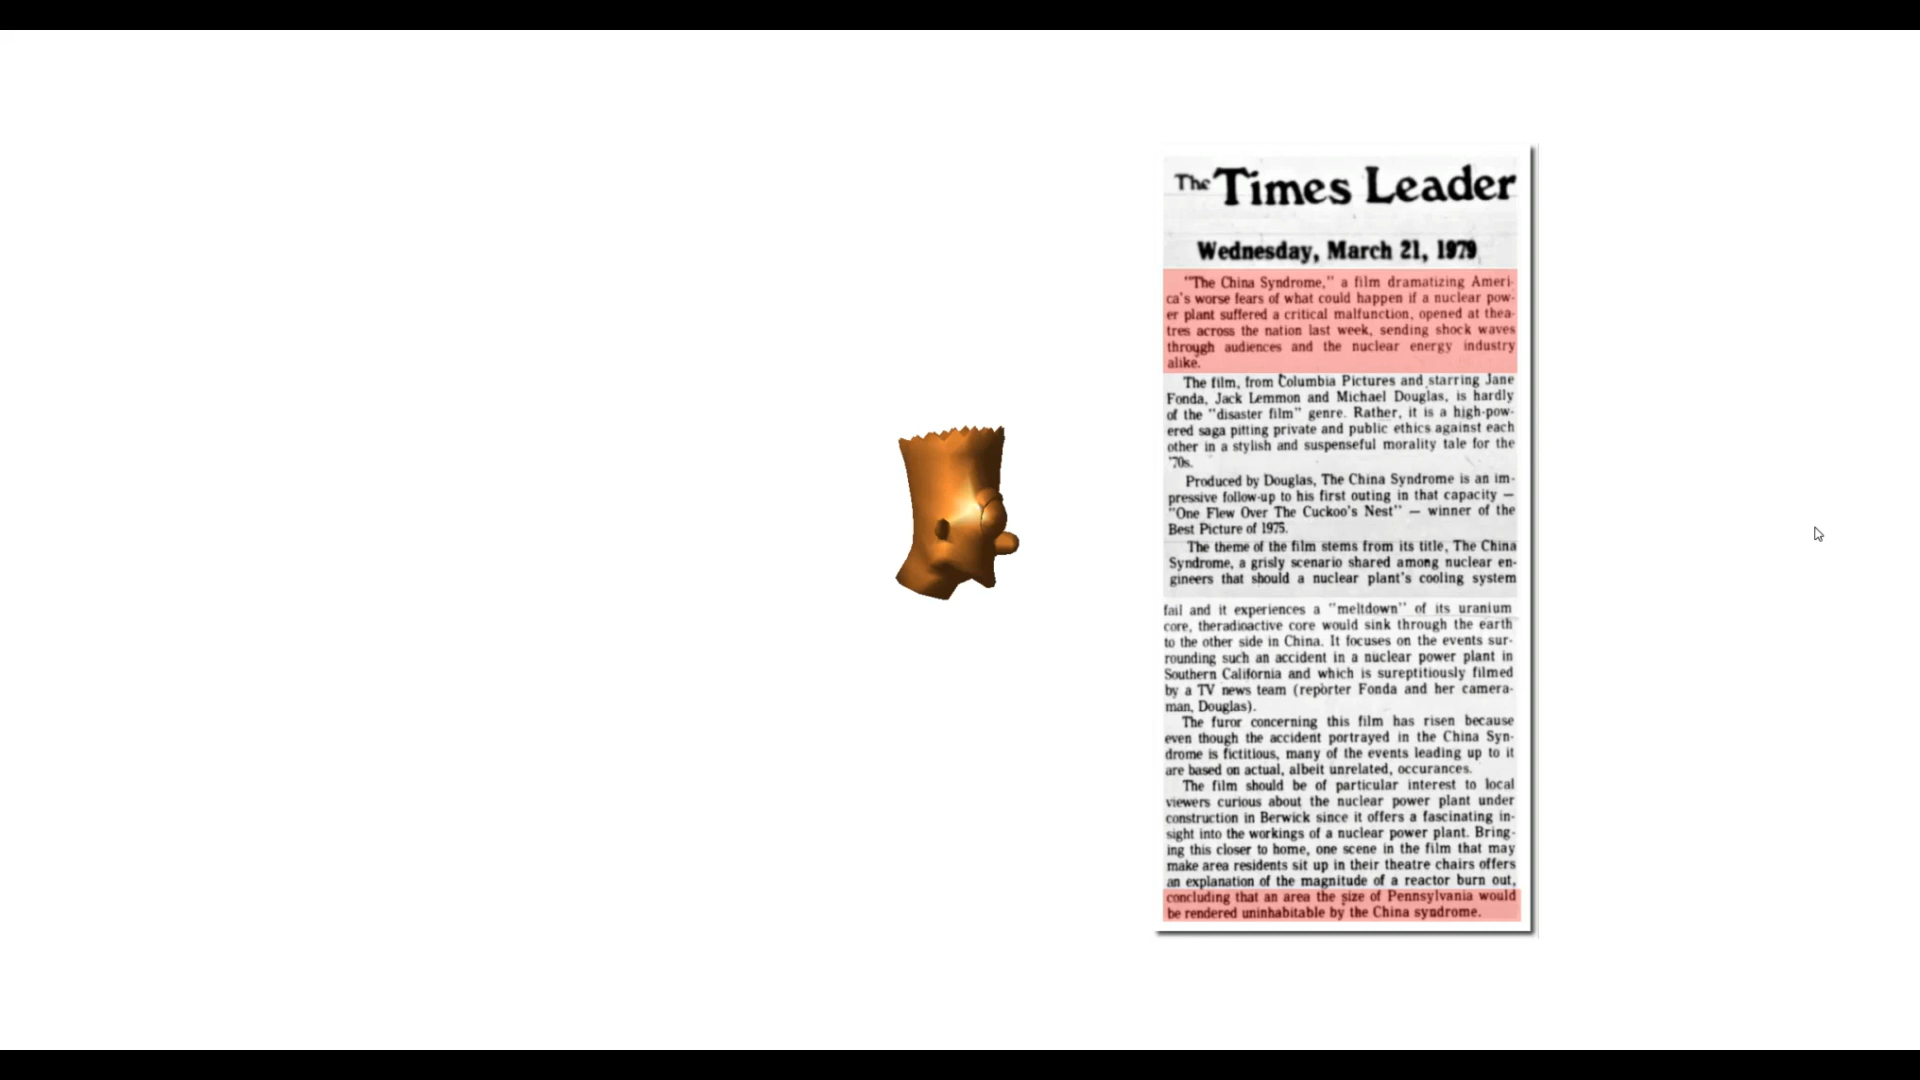 The Times Leader
Wednesday, March 21, 1979
"The China Syndrome," a film dramatizing Ameri-
ca's worse fears of what could happen if a nuclear pow-
er plant suffered a critical malfunction, opened at thea-
tres across the nation last week, sending shock waves
through audiences and the nuclear energy industry
alike.
The film, from Columbia Pictures and starring Jane
Fonda, Jack Lemmon and Michael Douglas, is hardly
of the "disaster film" genre. Rather, it is a high-pow-
ered saga pitting private and public ethics against each
other in a stylish and suspenseful morality tale for the
'70s.
Produced by Douglas, The China Syndrome is an im-
pressive follow-up to his first outing in that capacity —
"One Flew Over The Cuckoo's Nest" — winner of the
Best Picture of 1975.
The theme of the film stems from its title, The China
Syndrome, a grisly scenario shared among nuclear en-
gineers that should a nuclear plant's cooling system
fail and it experiences a "meltdown" of its uranium
core, theradioactive core would sink through the earth
to the other side in China. It focuses on the events sur-
rounding such an accident in a nuclear power plant in
Southern California and which is sureptitiously filmed
by a TV news team (reporter Fonda and her camera-
man, Douglas).
The furor concerning this film has risen because
even though the accident portrayed in the China Syn-
drome is fictitious, many of the events leading up to it
are based on actual, albeit unrelated, occurances.
The film should be of particular interest to local
viewers curious about the nuclear power plant under
construction in Berwick since it offers a fascinating in-
sight into the workings of a nuclear power plant. Bring-
ing this closer to home, one scene in the film that may
make area residents sit up in their theatre chairs offers
an explanation of the magnitude of a reactor burn out,
concluding that an area the size of Pennsylvania would
be rendered uninhabitable by the China syndrome.